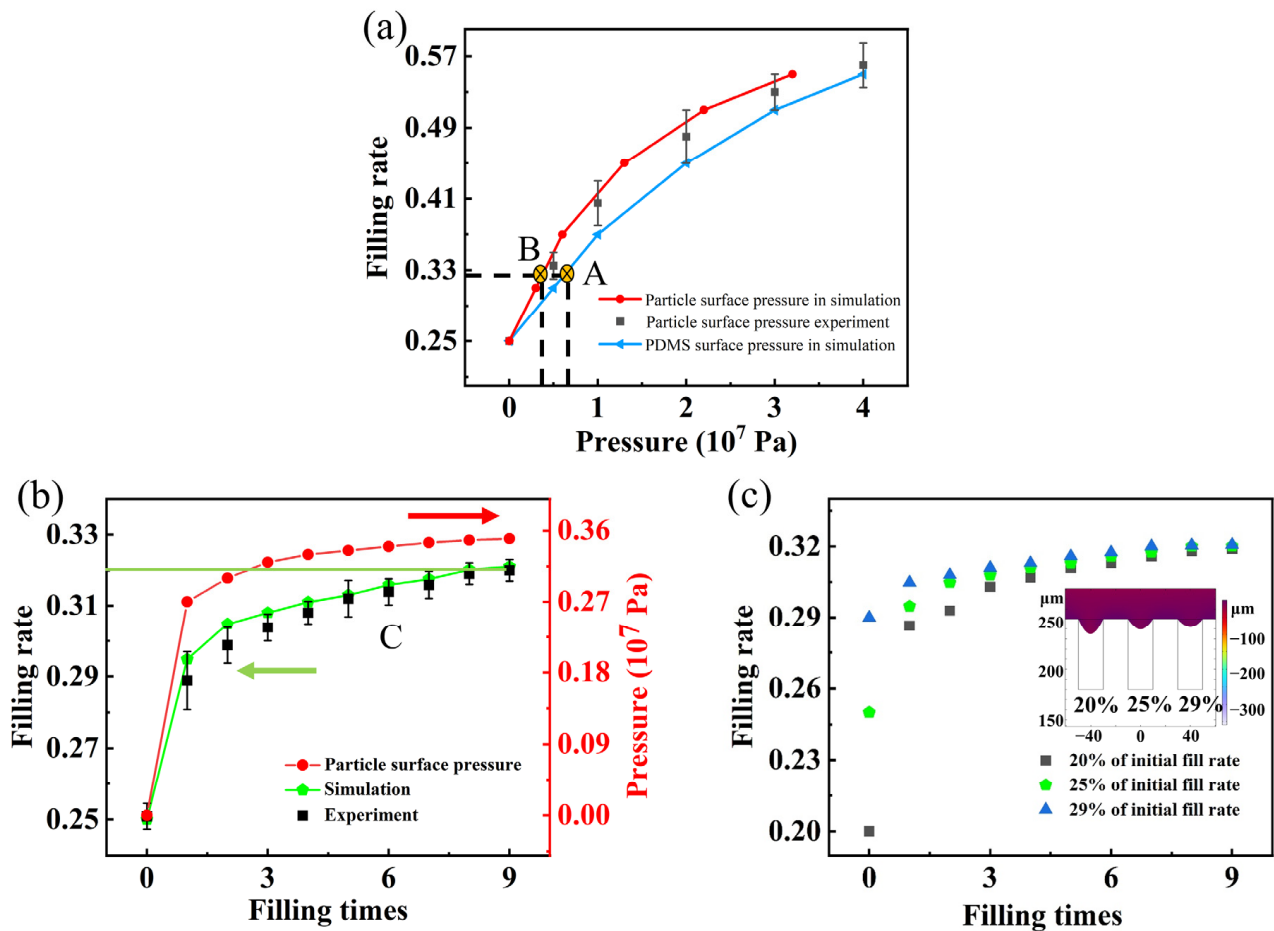 (a)
0.57
0.49
0.41
0.33
0.25
Filling rate
B
A
Particle surface pressure in simulation
Particle surface pressure experiment
PDMS surface pressure in simulation
0 1 2 3 4
Pressure (10⁷ Pa)
(b)
0.33
0.31
0.29
0.27
0.25
Filling rate
C
Particle surface pressure
Simulation
Experiment
0.36
0.27
0.18
0.09
0.00
Pressure (10⁷ Pa)
0 3 6 9
Filling times
(c)
0.32
0.29
0.26
0.23
0.20
Filling rate
μm
250
200
150
20% 25% 29%
−40 0 40
μm
−100
−200
−300
20% of initial fill rate
25% of initial fill rate
29% of initial fill rate
0 3 6 9
Filling times